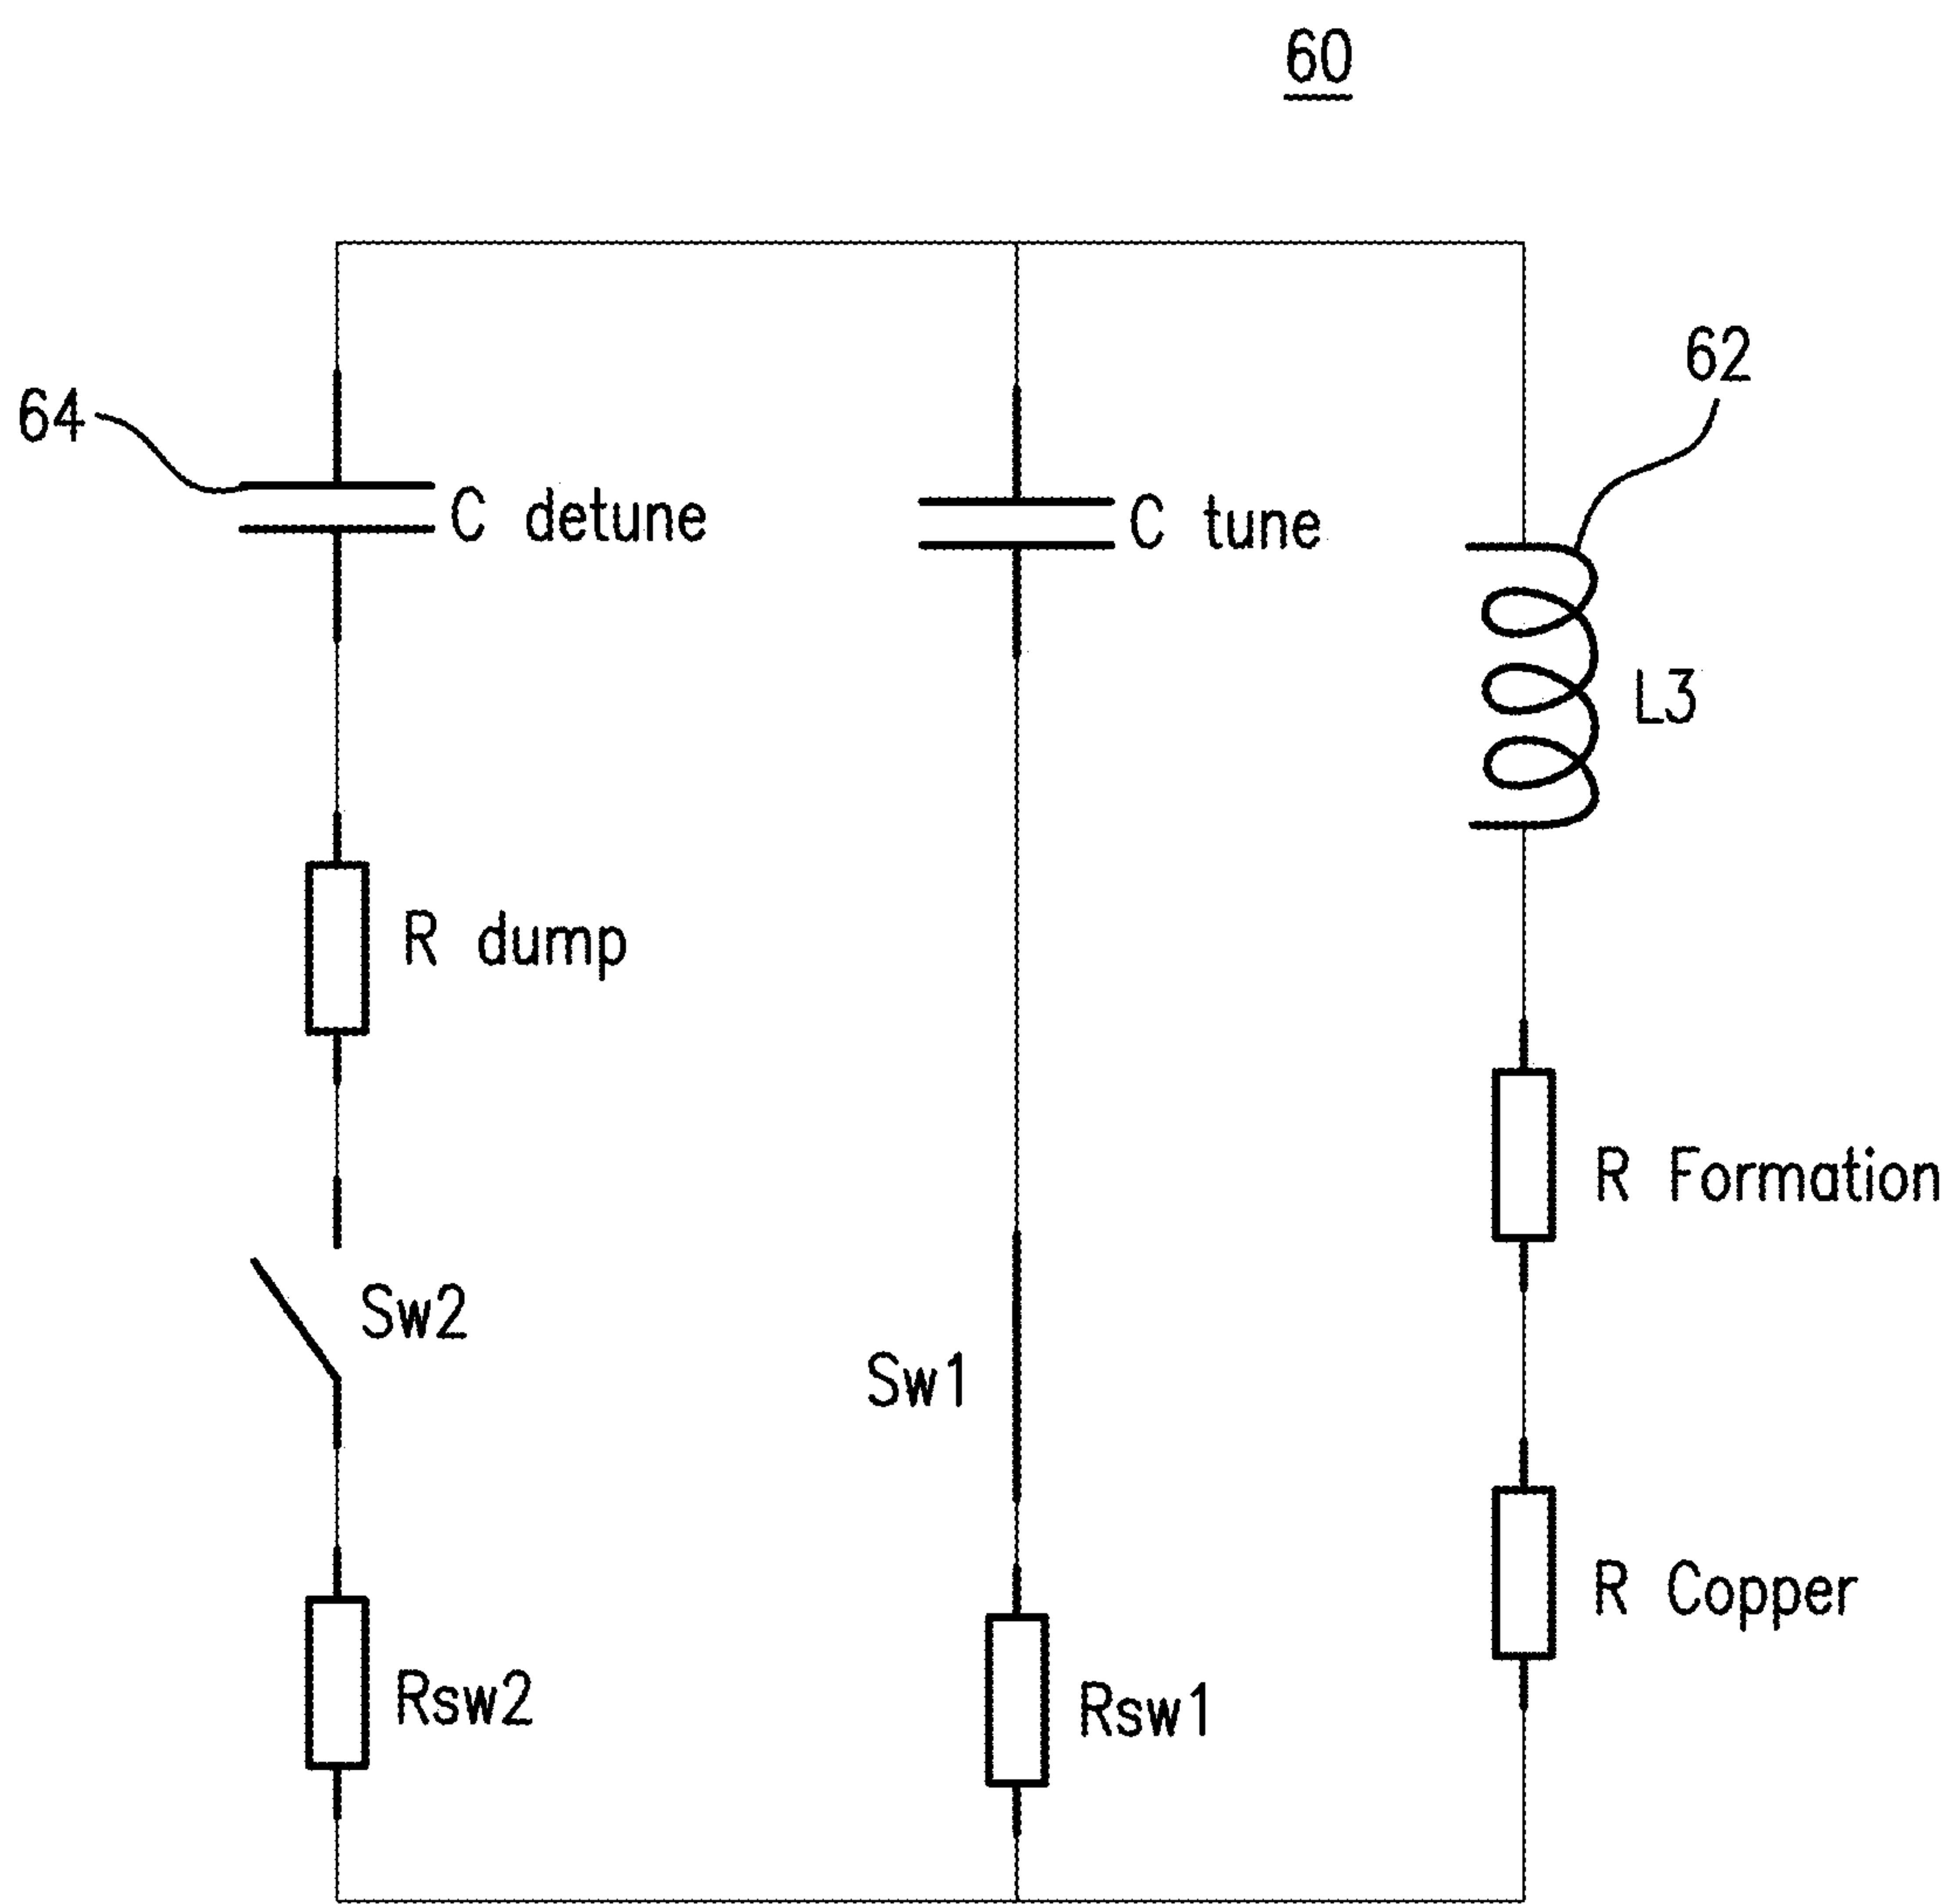 60
62
64
C detune
C tune
L3
R dump
R Formation
Sw2
Sw1
R Copper
Rsw2
Rsw1